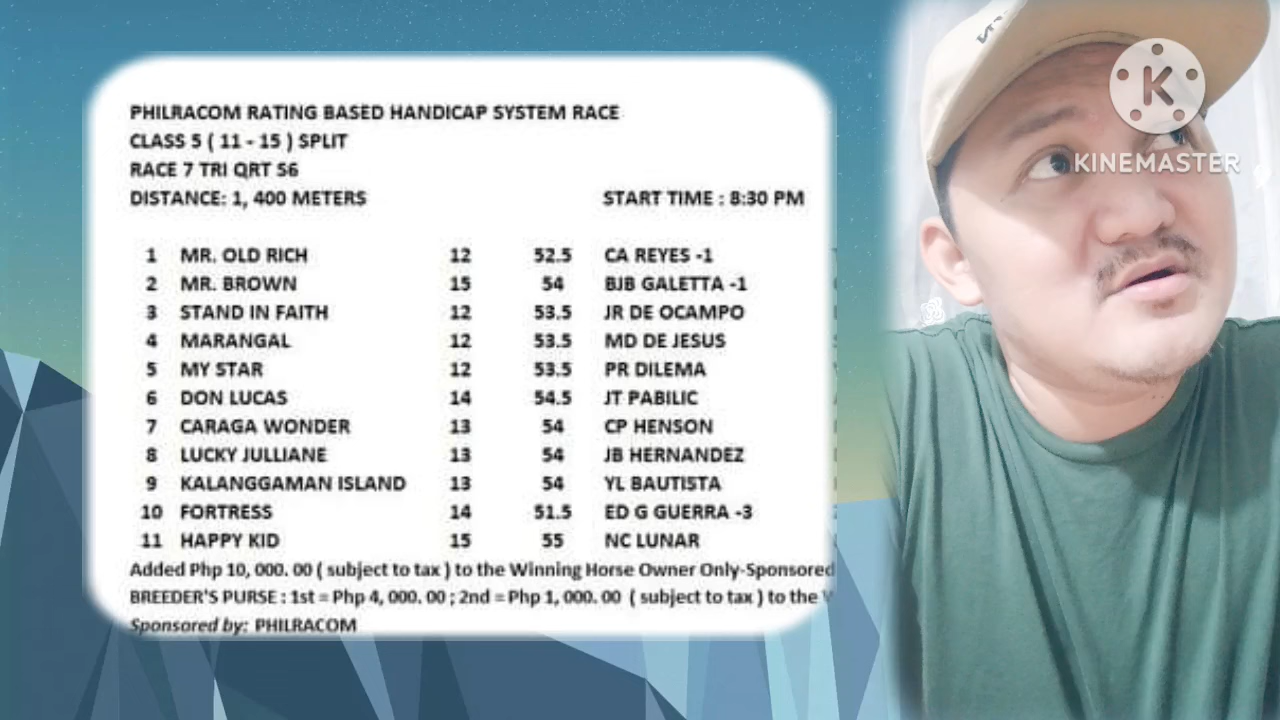 PHILRACOM RATING BASED HANDICAP SYSTEM RACE
CLASS 5 ( 11 - 15 ) SPLIT
RACE 7 TRI QRT S6
DISTANCE: 1, 400 METERS START TIME : 8:30 PM
1 MR. OLD RICH 12 52.5 CA REYES -1
2 MR. BROWN 15 54 BJB GALETTA -1
3 STAND IN FAITH 12 53.5 JR DE OCAMPO
4 MARANGAL 12 53.5 MD DE JESUS
5 MY STAR 12 53.5 PR DILEMA
6 DON LUCAS 14 54.5 JT PABILIC
7 CARAGA WONDER 13 54 CP HENSON
8 LUCKY JULLIANE 13 54 JB HERNANDEZ
9 KALANGGAMAN ISLAND 13 54 YL BAUTISTA
10 FORTRESS 14 51.5 ED G GUERRA -3
11 HAPPY KID 15 55 NC LUNAR
Added Php 10, 000. 00 ( subject to tax ) to the Winning Horse Owner Only-Sponsored
BREEDER'S PURSE : 1st = Php 4, 000. 00 ; 2nd = Php 1, 000. 00 ( subject to tax ) to the
Sponsored by: PHILRACOM
K
KINEMASTER